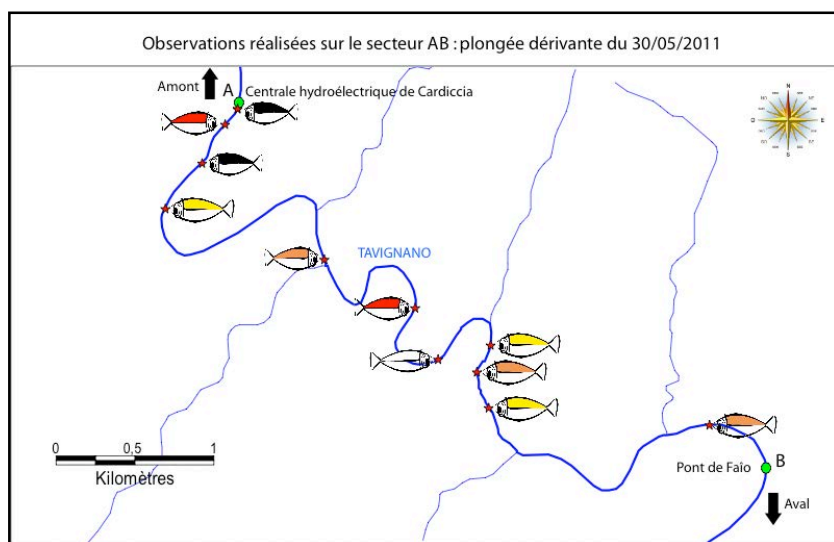 Observations réalisées sur le secteur AB : plongée dérivante du 30/05/2011
Amont
A
Centrale hydroélectrique de Cardiccia
N
E
S
TAVIGNANO
0 0,5 1
Kilomètres
Pont de Faîo
B
Aval